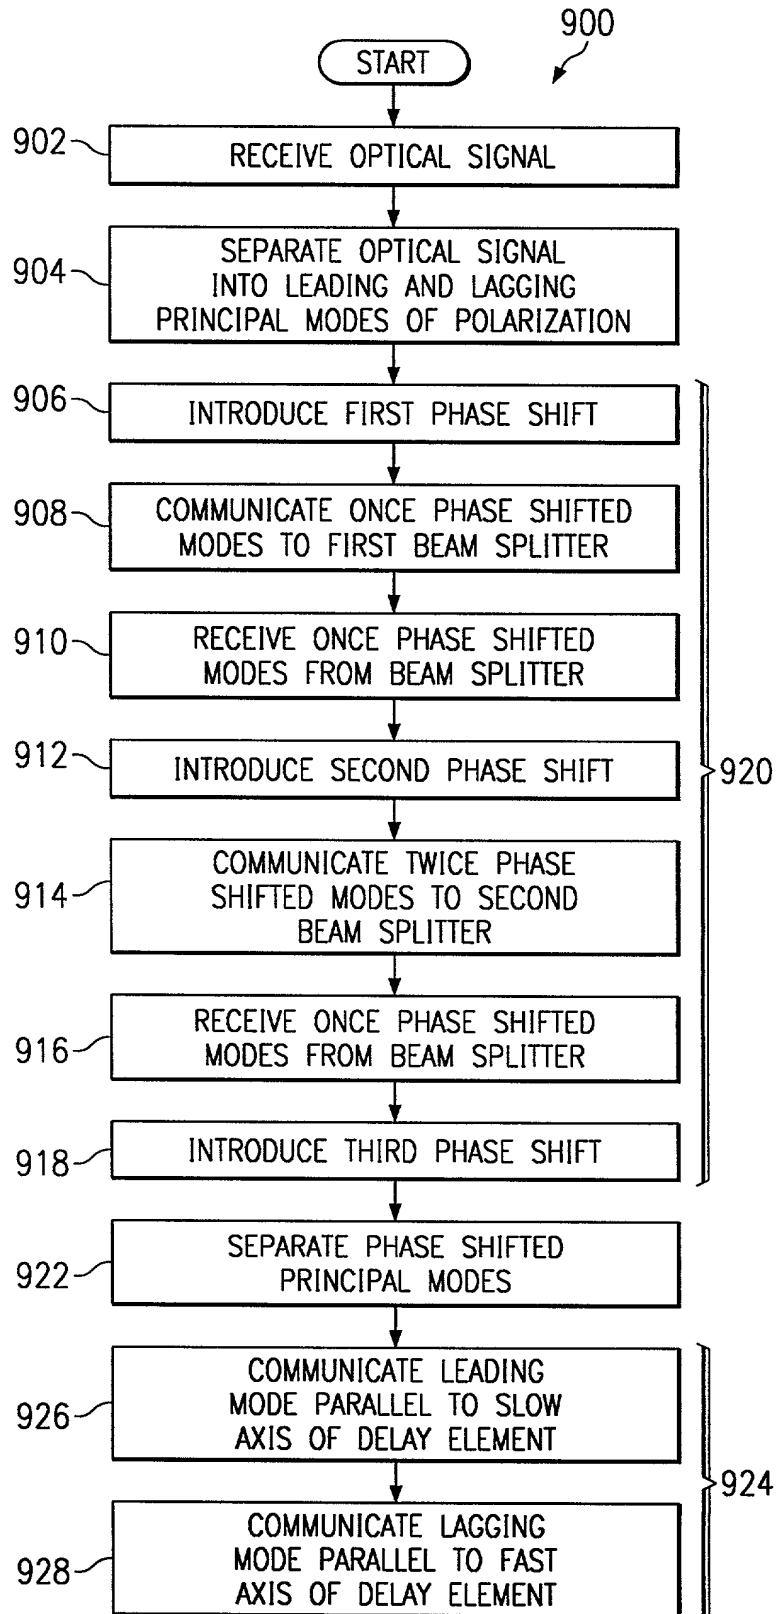 900
START
902
RECEIVE OPTICAL SIGNAL
904
SEPARATE OPTICAL SIGNAL
INTO LEADING AND LAGGING
PRINCIPAL MODES OF POLARIZATION
906
INTRODUCE FIRST PHASE SHIFT
908
COMMUNICATE ONCE PHASE SHIFTED
MODES TO FIRST BEAM SPLITTER
910
RECEIVE ONCE PHASE SHIFTED
MODES FROM BEAM SPLITTER
912
INTRODUCE SECOND PHASE SHIFT
920
914
COMMUNICATE TWICE PHASE
SHIFTED MODES TO SECOND
BEAM SPLITTER
916
RECEIVE ONCE PHASE SHIFTED
MODES FROM BEAM SPLITTER
918
INTRODUCE THIRD PHASE SHIFT
922
SEPARATE PHASE SHIFTED
PRINCIPAL MODES
926
COMMUNICATE LEADING
MODE PARALLEL TO SLOW
AXIS OF DELAY ELEMENT
924
928
COMMUNICATE LAGGING
MODE PARALLEL TO FAST
AXIS OF DELAY ELEMENT